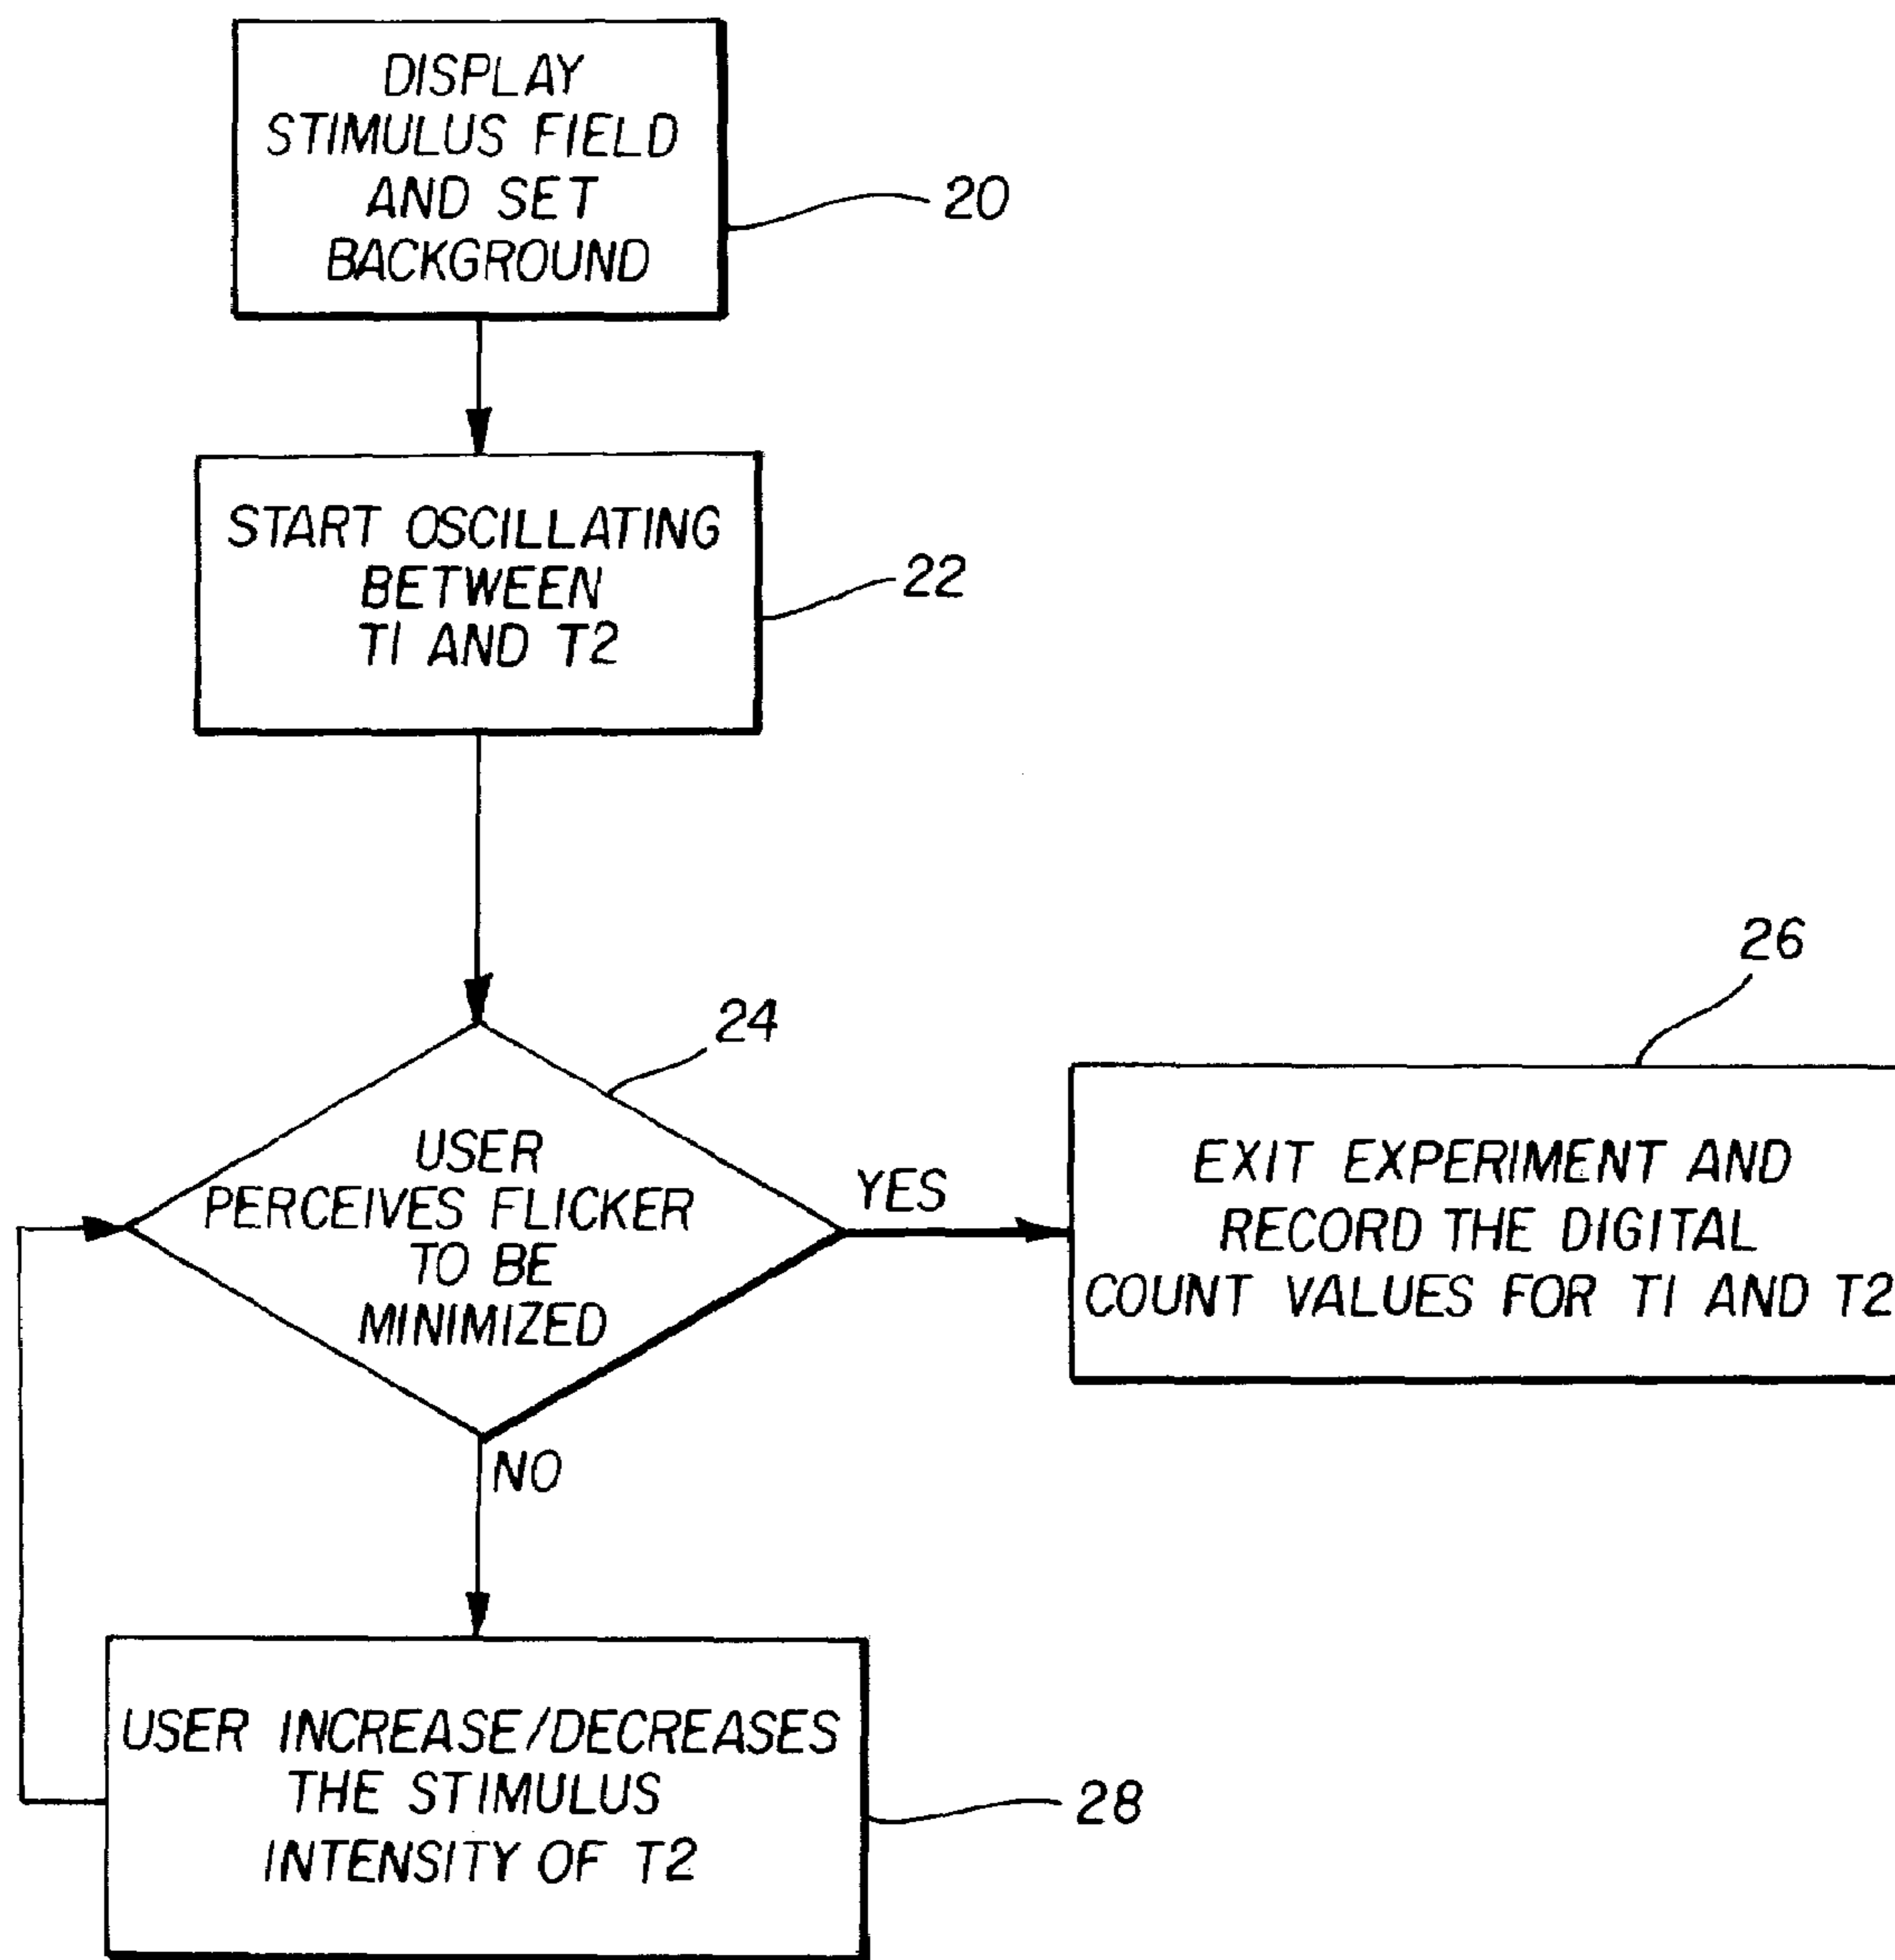 DISPLAY
STIMULUS FIELD
AND SET
BACKGROUND
20
START OSCILLATING
BETWEEN
T1 AND T2
22
24
USER
PERCEIVES FLICKER
TO BE
MINIMIZED
YES
NO
26
EXIT EXPERIMENT AND
RECORD THE DIGITAL
COUNT VALUES FOR T1 AND T2
USER INCREASE/DECREASES
THE STIMULUS
INTENSITY OF T2
28